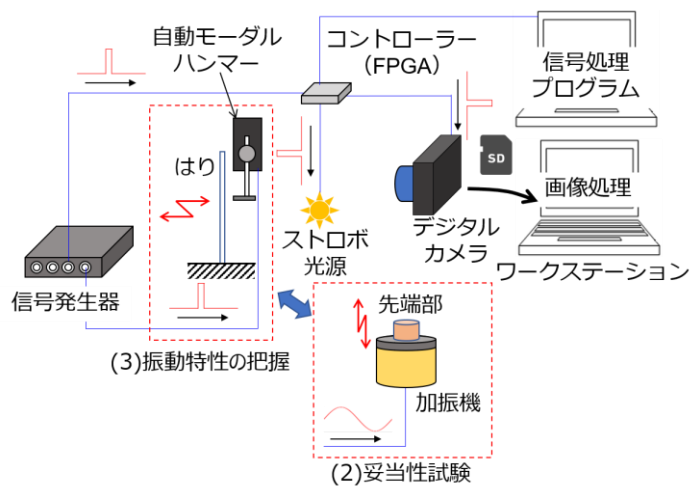 自動モーダル
ハンマー
コントローラー
（FPGA）
信号処理
プログラム
はり
SD
画像処理
ストロボ
光源
デジタル
カメラ
ワークステーション
信号発生器
(3)振動特性の把握
先端部
加振機
(2)妥当性試験